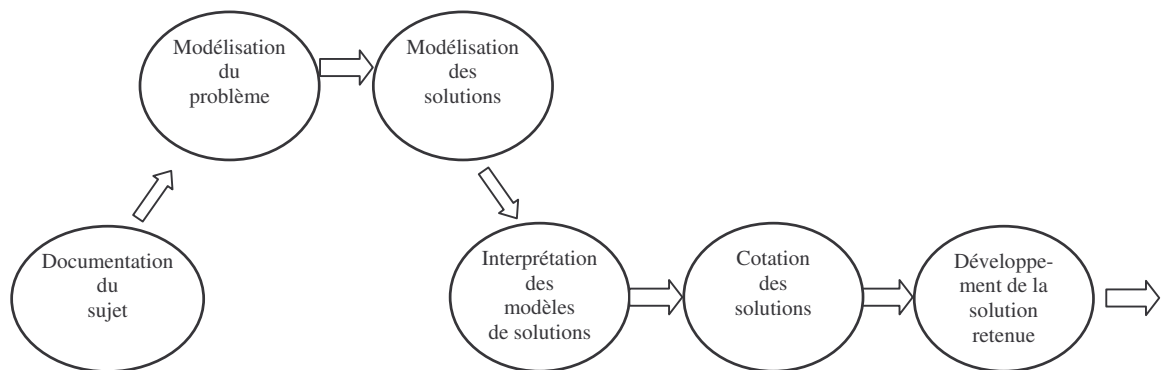 Modélisation
du
problème
Modélisation
des
solutions
Documentation
du
sujet
Interprétation
des
modèles
de solutions
Cotation
des
solutions
Développe-
ment de la
solution
retenue